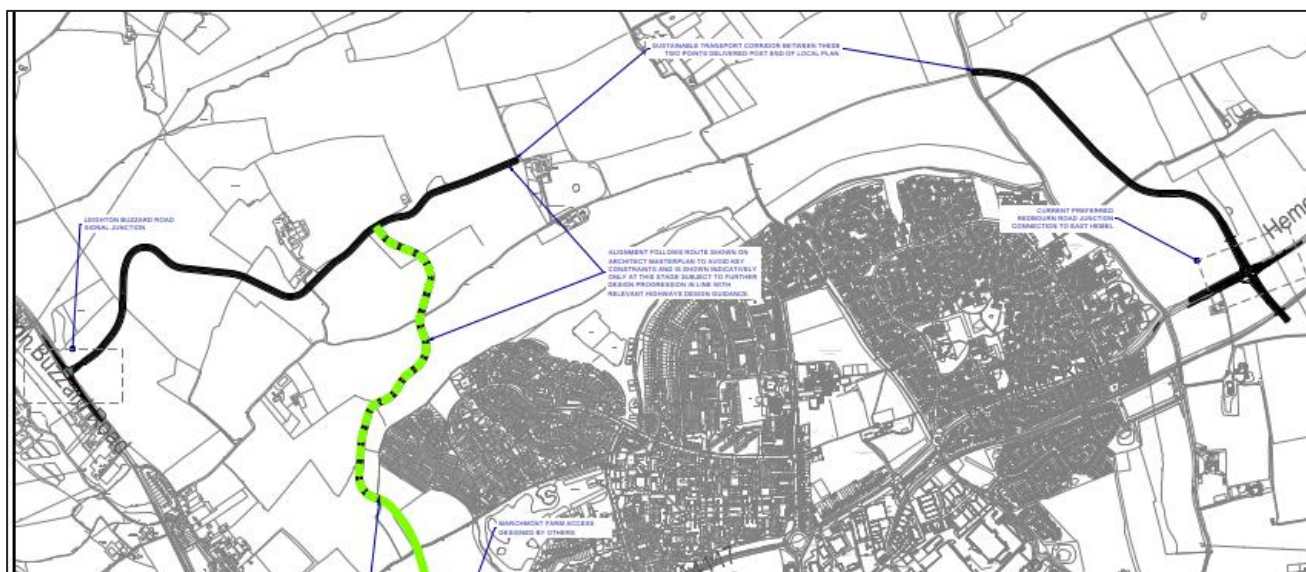 SUSTAINABLE TRANSPORT CORRIDOR BETWEEN THESE
TWO POINTS DELIVERED POST END OF LOCAL PLAN
LEIGHTON BUZZARD ROAD
SIGNAL JUNCTION
CURRENT PREFERRED
REDBOURN ROAD JUNCTION
CONNECTION TO EAST HEMEL
Hem
ALIGNMENT FOLLOWS ROUTE SHOWN ON
ARCHITECT MASTERPLAN TO AVOID KEY
CONSTRAINTS AND IS SHOWN INDICATIVELY
ONLY AT THIS STAGE SUBJECT TO FURTHER
DESIGN PROGRESSION IN LINE WITH
RELEVANT HIGHWAYS DESIGN GUIDANCE
n Buzzard Road
MARCHMONT FARM ACCESS
DESIGNED BY OTHERS